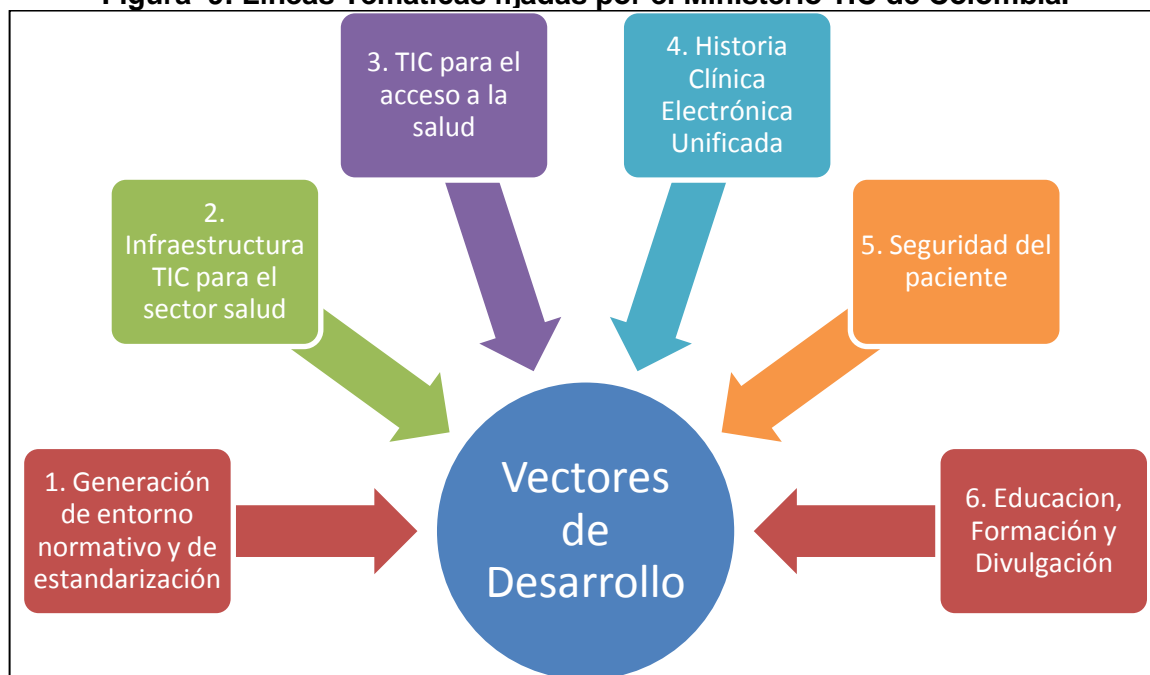 Figura Líneas Temáticas fijadas por el Ministerio TIC de Colombia.
1. Generación
de entorno
normativo y de
estandarización
2.
Infraestructura
TIC para el
sector salud
3. TIC para el
acceso a la
salud
4. Historia
Clínica
Electrónica
Unificada
5. Seguridad del
paciente
6. Educacion,
Formación y
Divulgación
Vectores
de
Desarrollo